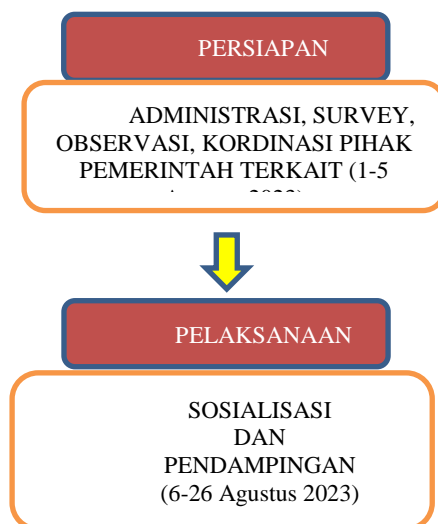 PERSIAPAN
ADMINISTRASI, SURVEY,
OBSERVASI, KORDINASI PIHAK
PEMERINTAH TERKAIT (1-5
PELAKSANAAN
SOSIALISASI
DAN
PENDAMPINGAN
(6-26 Agustus 2023)